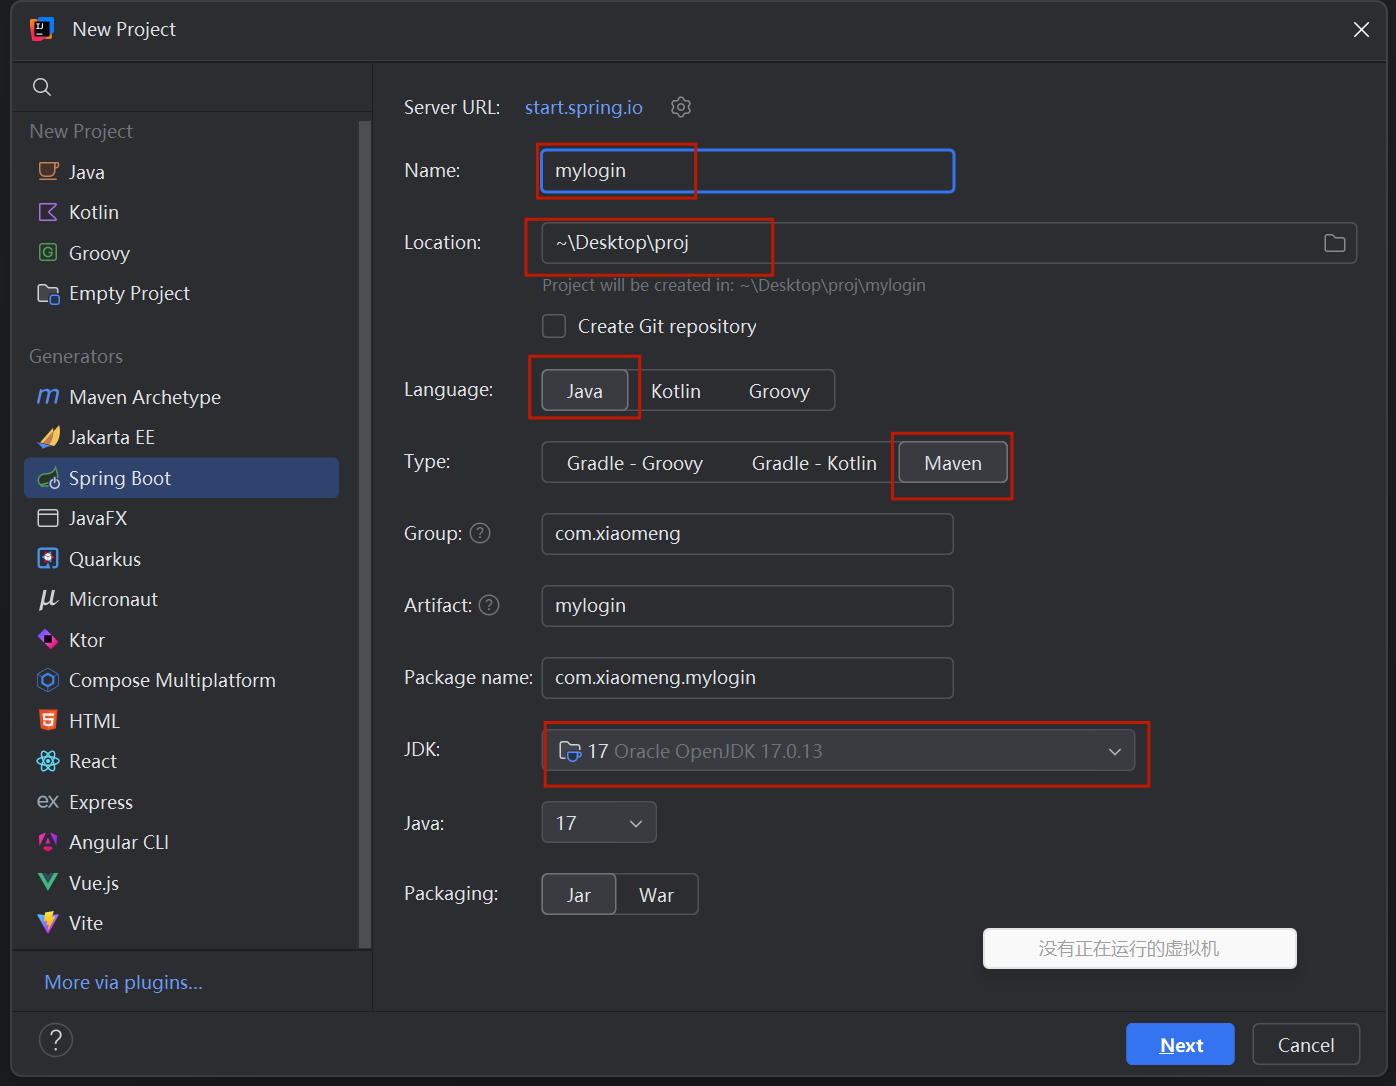 New Project
New Project
Java
Kotlin
Groovy
Empty Project
Generators
Maven Archetype
Jakarta EE
Spring Boot
JavaFX
Quarkus
Micronaut
Ktor
Compose Multiplatform
HTML
React
Express
Angular CLI
Vue.js
Vite
More via plugins...
Server URL: start.spring.io
Name: mylogin
Location: ~\Desktop\proj
Project will be created in: ~\Desktop\proj\mylogin
Create Git repository
Language: Java Kotlin Groovy
Type: Gradle - Groovy Gradle - Kotlin Maven
Group: com.xiaomeng
Artifact: mylogin
Package name: com.xiaomeng.mylogin
JDK: 17 Oracle OpenJDK 17.0.13
Java: 17
Packaging: Jar War
没有正在运行的虚拟机
Next Cancel